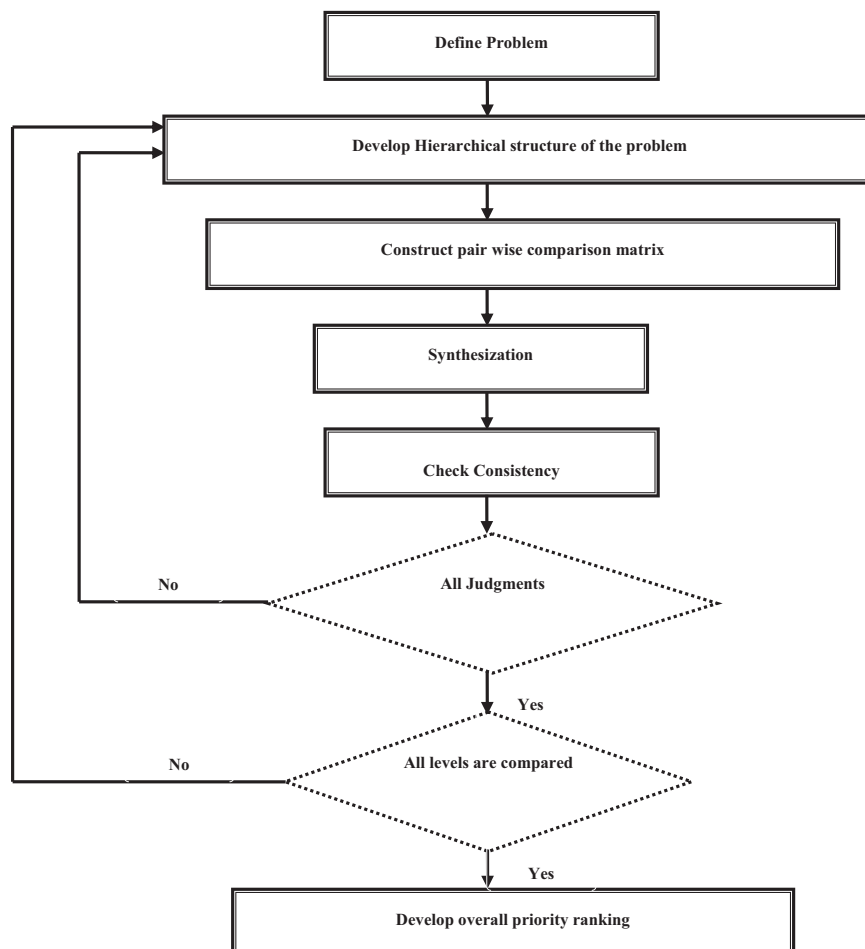 Define Problem
Develop Hierarchical structure of the problem
Construct pair wise comparison matrix
Synthesization
Check Consistency
All Judgments
No
Yes
All levels are compared
No
Yes
Develop overall priority ranking